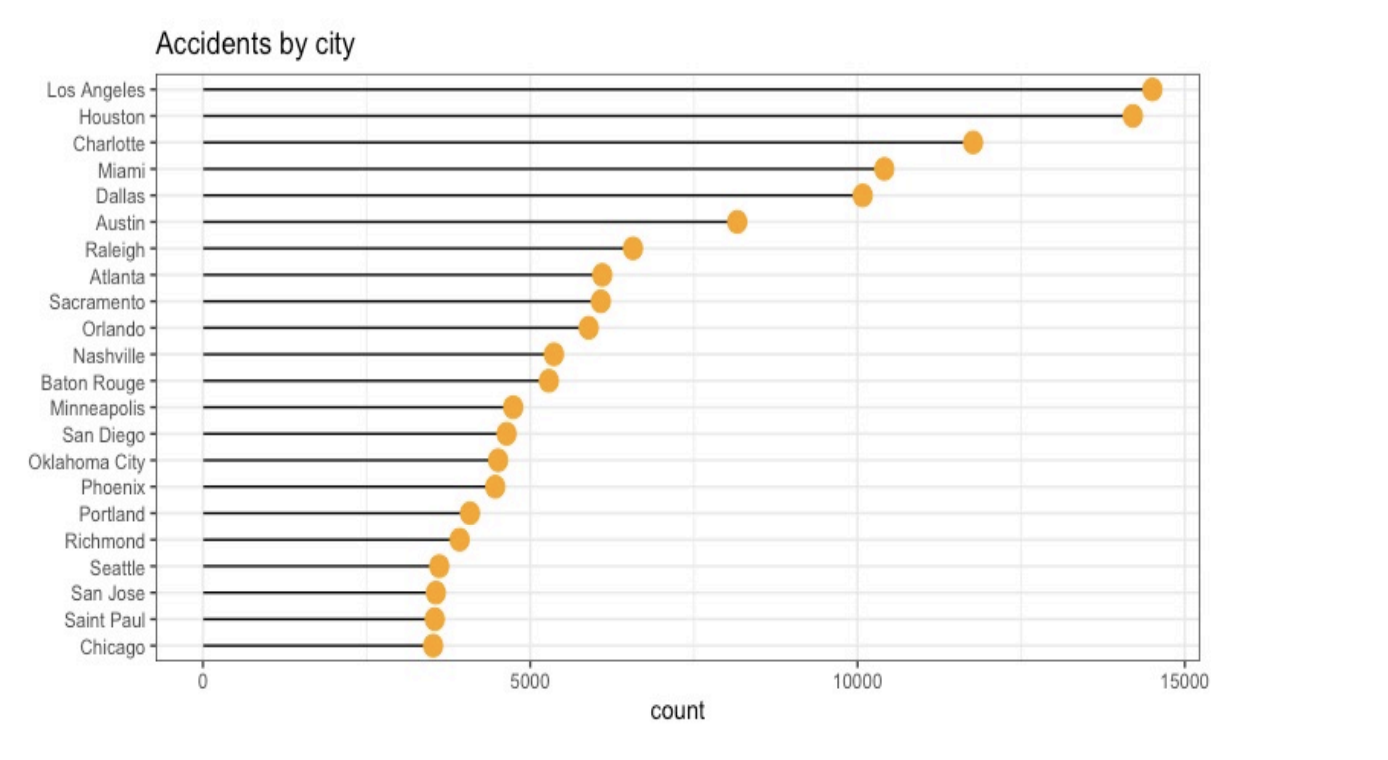 Accidents by city
Los Angeles
Houston
Charlotte
Miami
Dallas
Austin
Raleigh
Atlanta
Sacramento
Orlando
Nashville
Baton Rouge
Minneapolis
San Diego
Oklahoma City
Phoenix
Portland
Richmond
Seattle
San Jose
Saint Paul
Chicago
0 5000 10000 15000
count